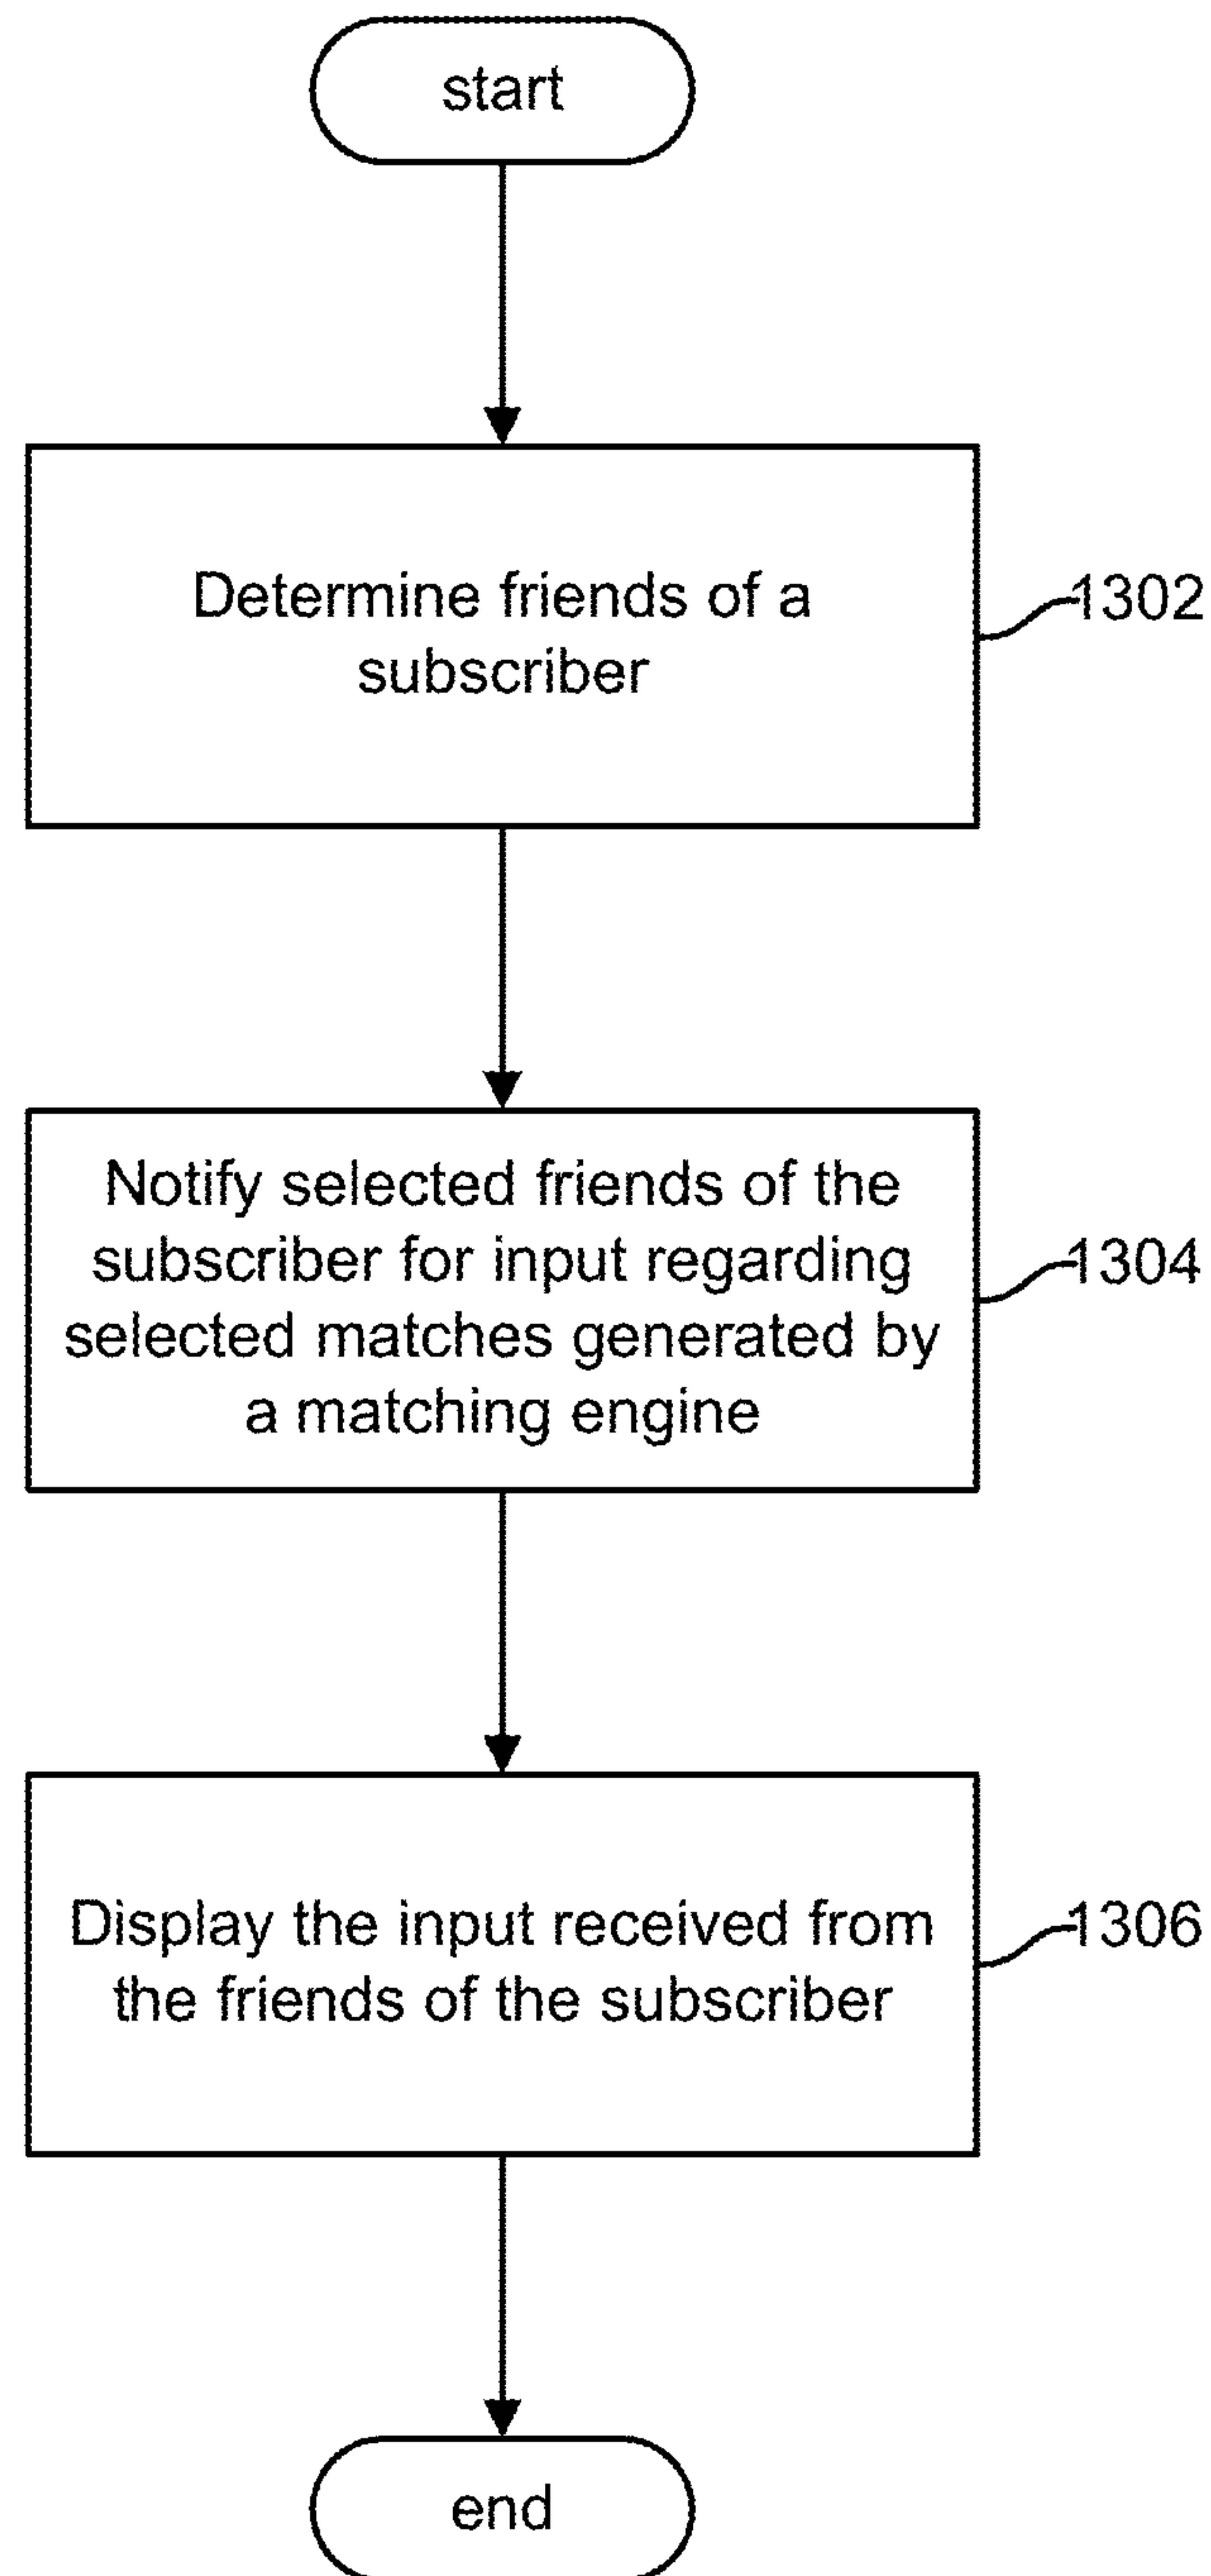 start
Determine friends of a
subscriber
1302
Notify selected friends of the
subscriber for input regarding
selected matches generated by
a matching engine
1304
Display the input received from
the friends of the subscriber
1306
end